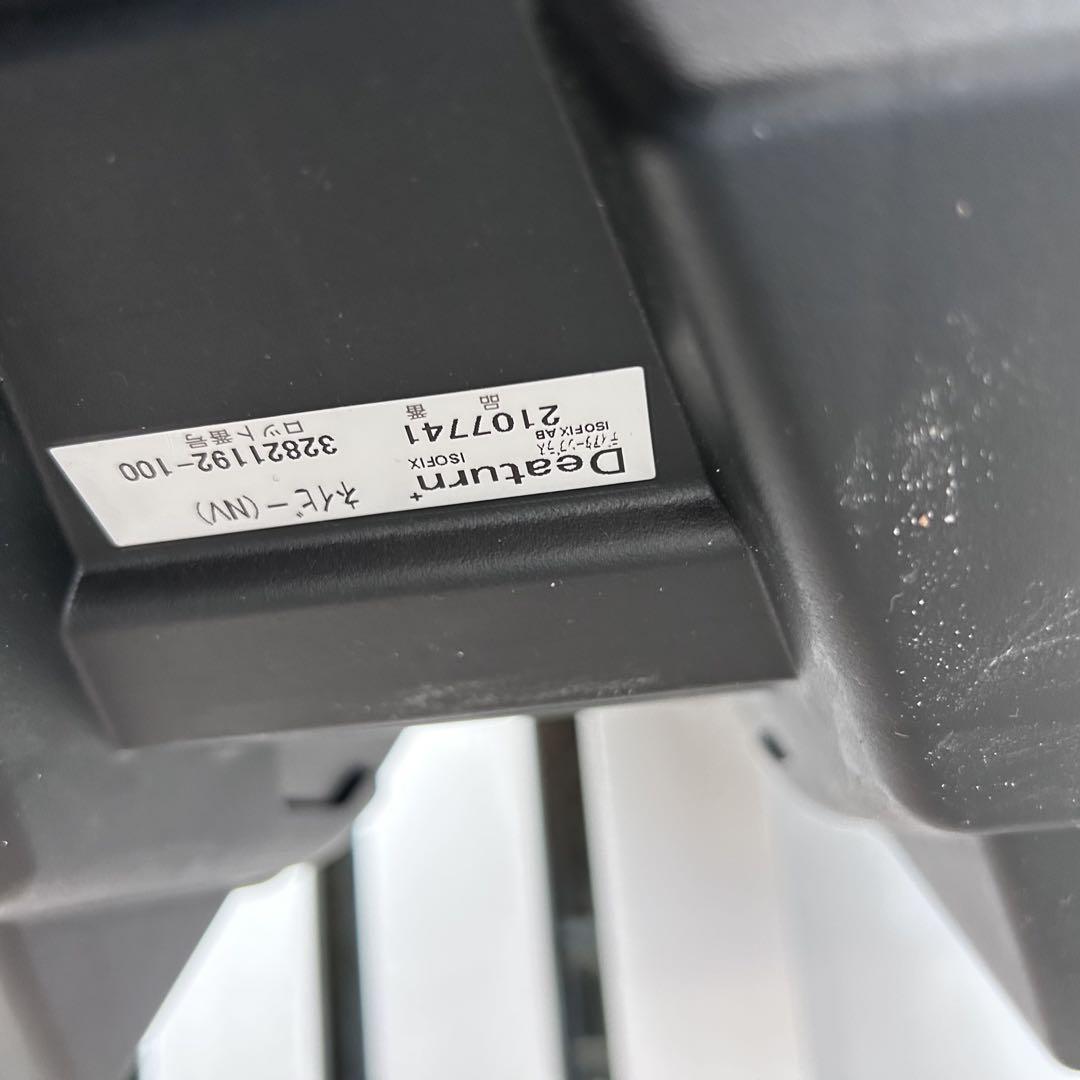 Deaturn+ ISOFIX
ネイビー(NV)
ディアターンプラス
ISOFIX AB
品番
2107741
ロット番号
32821192-100